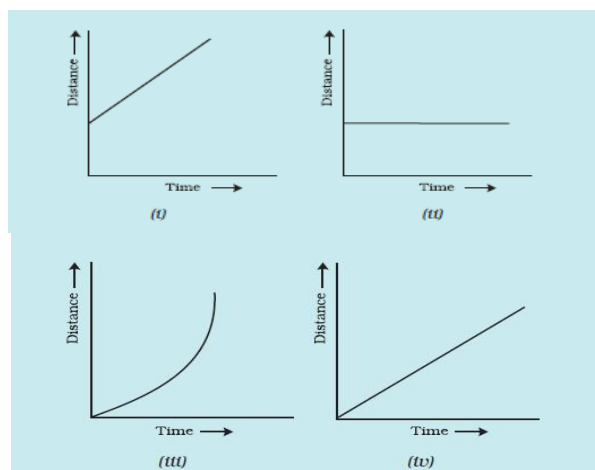 Distance →
Time →
(i)
Distance →
Time →
(ii)
Distance →
Time →
(iii)
Distance →
Time →
(iv)